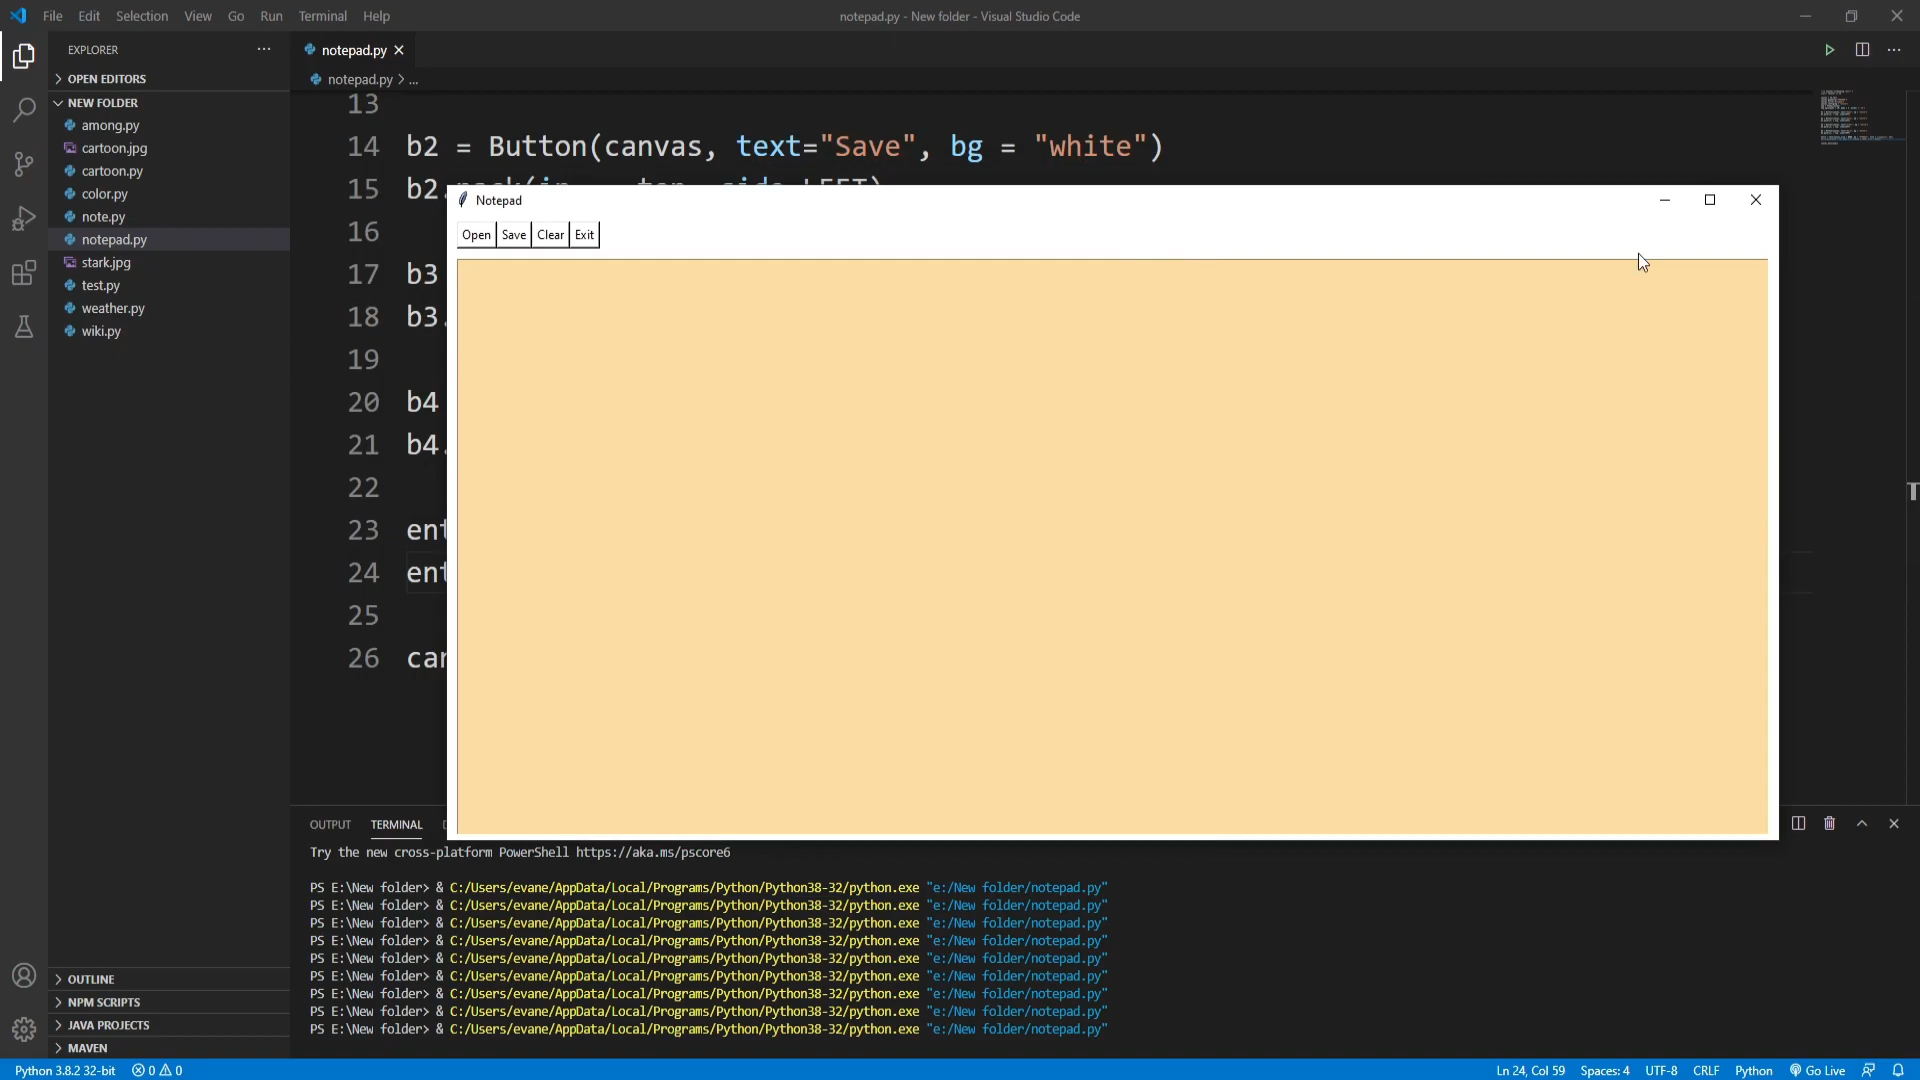 File Edit Selection View Go Run Terminal Help
notepad.py - New folder - Visual Studio Code
EXPLORER
notepad.py
OPEN EDITORS
notepad.py > ...
NEW FOLDER
among.py
cartoon.jpg
cartoon.py
color.py
note.py
notepad.py
stark.jpg
test.py
weather.py
wiki.py
13
14 b2 = Button(canvas, text="Save", bg = "white")
15 b2
16
17 b3
18 b3.
19
20 b4
21 b4.
22
23 ent
24 ent
25
26 can
Notepad
Open Save Clear Exit
OUTPUT TERMINAL
Try the new cross-platform PowerShell https://aka.ms/pscore6
PS E:\New folder> & C:/Users/evane/AppData/Local/Programs/Python/Python38-32/python.exe "e:/New folder/notepad.py"
PS E:\New folder> & C:/Users/evane/AppData/Local/Programs/Python/Python38-32/python.exe "e:/New folder/notepad.py"
PS E:\New folder> & C:/Users/evane/AppData/Local/Programs/Python/Python38-32/python.exe "e:/New folder/notepad.py"
PS E:\New folder> & C:/Users/evane/AppData/Local/Programs/Python/Python38-32/python.exe "e:/New folder/notepad.py"
PS E:\New folder> & C:/Users/evane/AppData/Local/Programs/Python/Python38-32/python.exe "e:/New folder/notepad.py"
PS E:\New folder> & C:/Users/evane/AppData/Local/Programs/Python/Python38-32/python.exe "e:/New folder/notepad.py"
PS E:\New folder> & C:/Users/evane/AppData/Local/Programs/Python/Python38-32/python.exe "e:/New folder/notepad.py"
PS E:\New folder> & C:/Users/evane/AppData/Local/Programs/Python/Python38-32/python.exe "e:/New folder/notepad.py"
PS E:\New folder> & C:/Users/evane/AppData/Local/Programs/Python/Python38-32/python.exe "e:/New folder/notepad.py"
OUTLINE
NPM SCRIPTS
JAVA PROJECTS
MAVEN
Python 3.8.2 32-bit 0 0 Ln 24, Col 59 Spaces: 4 UTF-8 CRLF Python Go Live